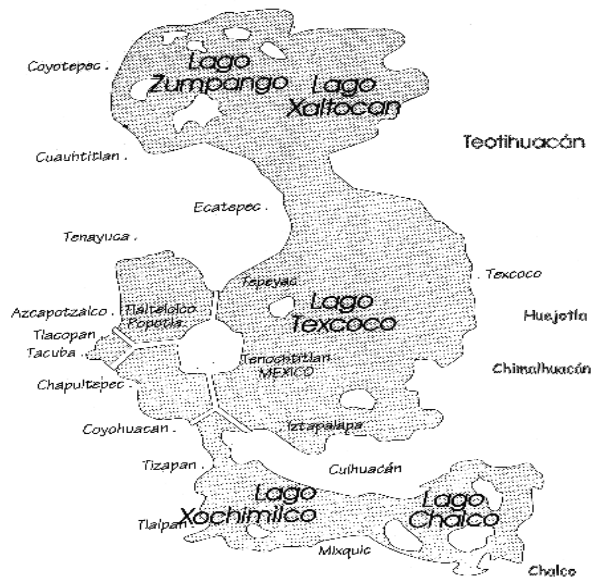 Coyotepec
Lago
Zumpango
Lago
Xaltocan
Teotihuacán
Cuauhtitlan
Ecatepec
Tenayuca
Tepeyac
Texcoco
Azcapotzalco
Tlaltelolco
Popotla
Lago
Texcoco
Huejotla
Tlacopan
Tacuba
Tenochtitlan
MEXICO
Chimalhuacán
Chapultepec
Coyohuacan
Iztapalapa
Tizapan
Culhuacán
Lago
Xochimilco
Lago
Chalco
Tlalpan
Mixquic
Chalco